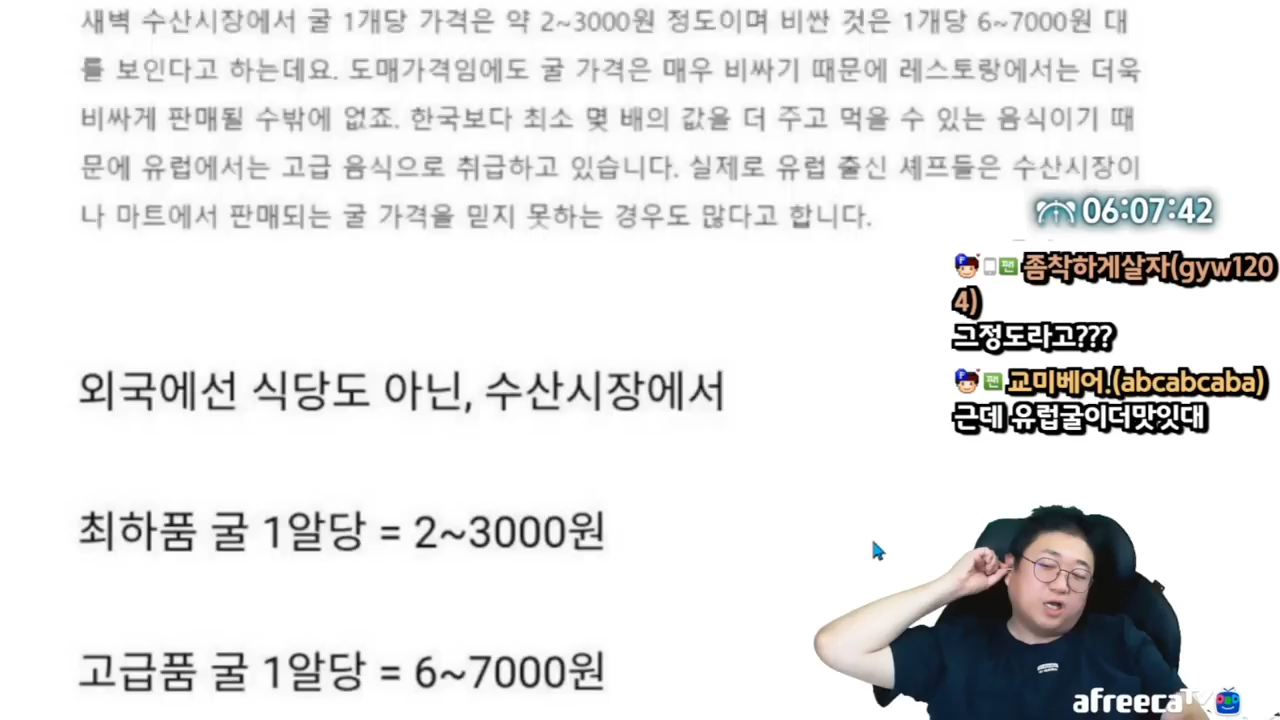 새벽 수산시장에서 굴 1개당 가격은 약 2~3000원 정도이며 비싼 것은 1개당 6~7000원 대
를 보인다고 하는데요. 도매가격임에도 굴 가격은 매우 비싸기 때문에 레스토랑에서는 더욱
비싸게 판매될 수밖에 없죠. 한국보다 최소 몇 배의 값을 더 주고 먹을 수 있는 음식이기 때
문에 유럽에서는 고급 음식으로 취급하고 있습니다. 실제로 유럽 출신 셰프들은 수산시장이
나 마트에서 판매되는 굴 가격을 믿지 못하는 경우도 많다고 합니다.
06:07:42
좀착하게살자(gyw120
4)
그정도라고???
교미베어.(abcabcaba)
근데 유럽굴이더맛잇대
외국에선 식당도 아닌, 수산시장에서
최하품 굴 1알당 = 2~3000원
고급품 굴 1알당 = 6~7000원
afreecaTV